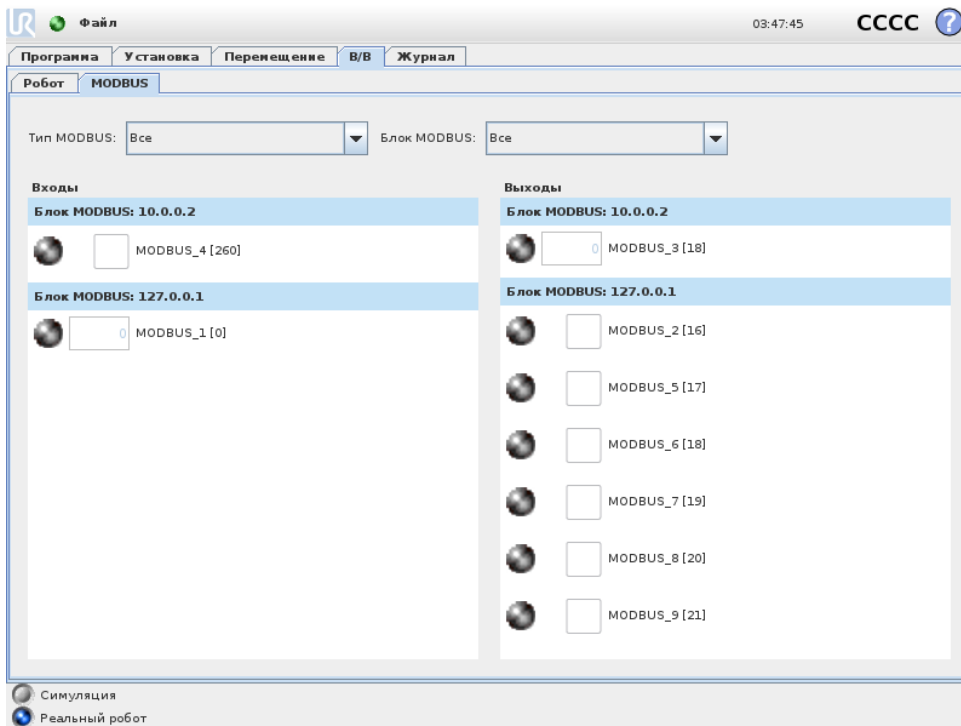 UR Файл 03:47:45 CCCC ?
Программа Установка Перемещение В/В Журнал
Робот MODBUS
Тип MODBUS: Все Блок MODBUS: Все
Входы
Блок MODBUS: 10.0.0.2
MODBUS_4 [260]
Блок MODBUS: 127.0.0.1
0 MODBUS_1 [0]
Выходы
Блок MODBUS: 10.0.0.2
0 MODBUS_3 [18]
Блок MODBUS: 127.0.0.1
MODBUS_2 [16]
MODBUS_5 [17]
MODBUS_6 [18]
MODBUS_7 [19]
MODBUS_8 [20]
MODBUS_9 [21]
Симуляция
Реальный робот